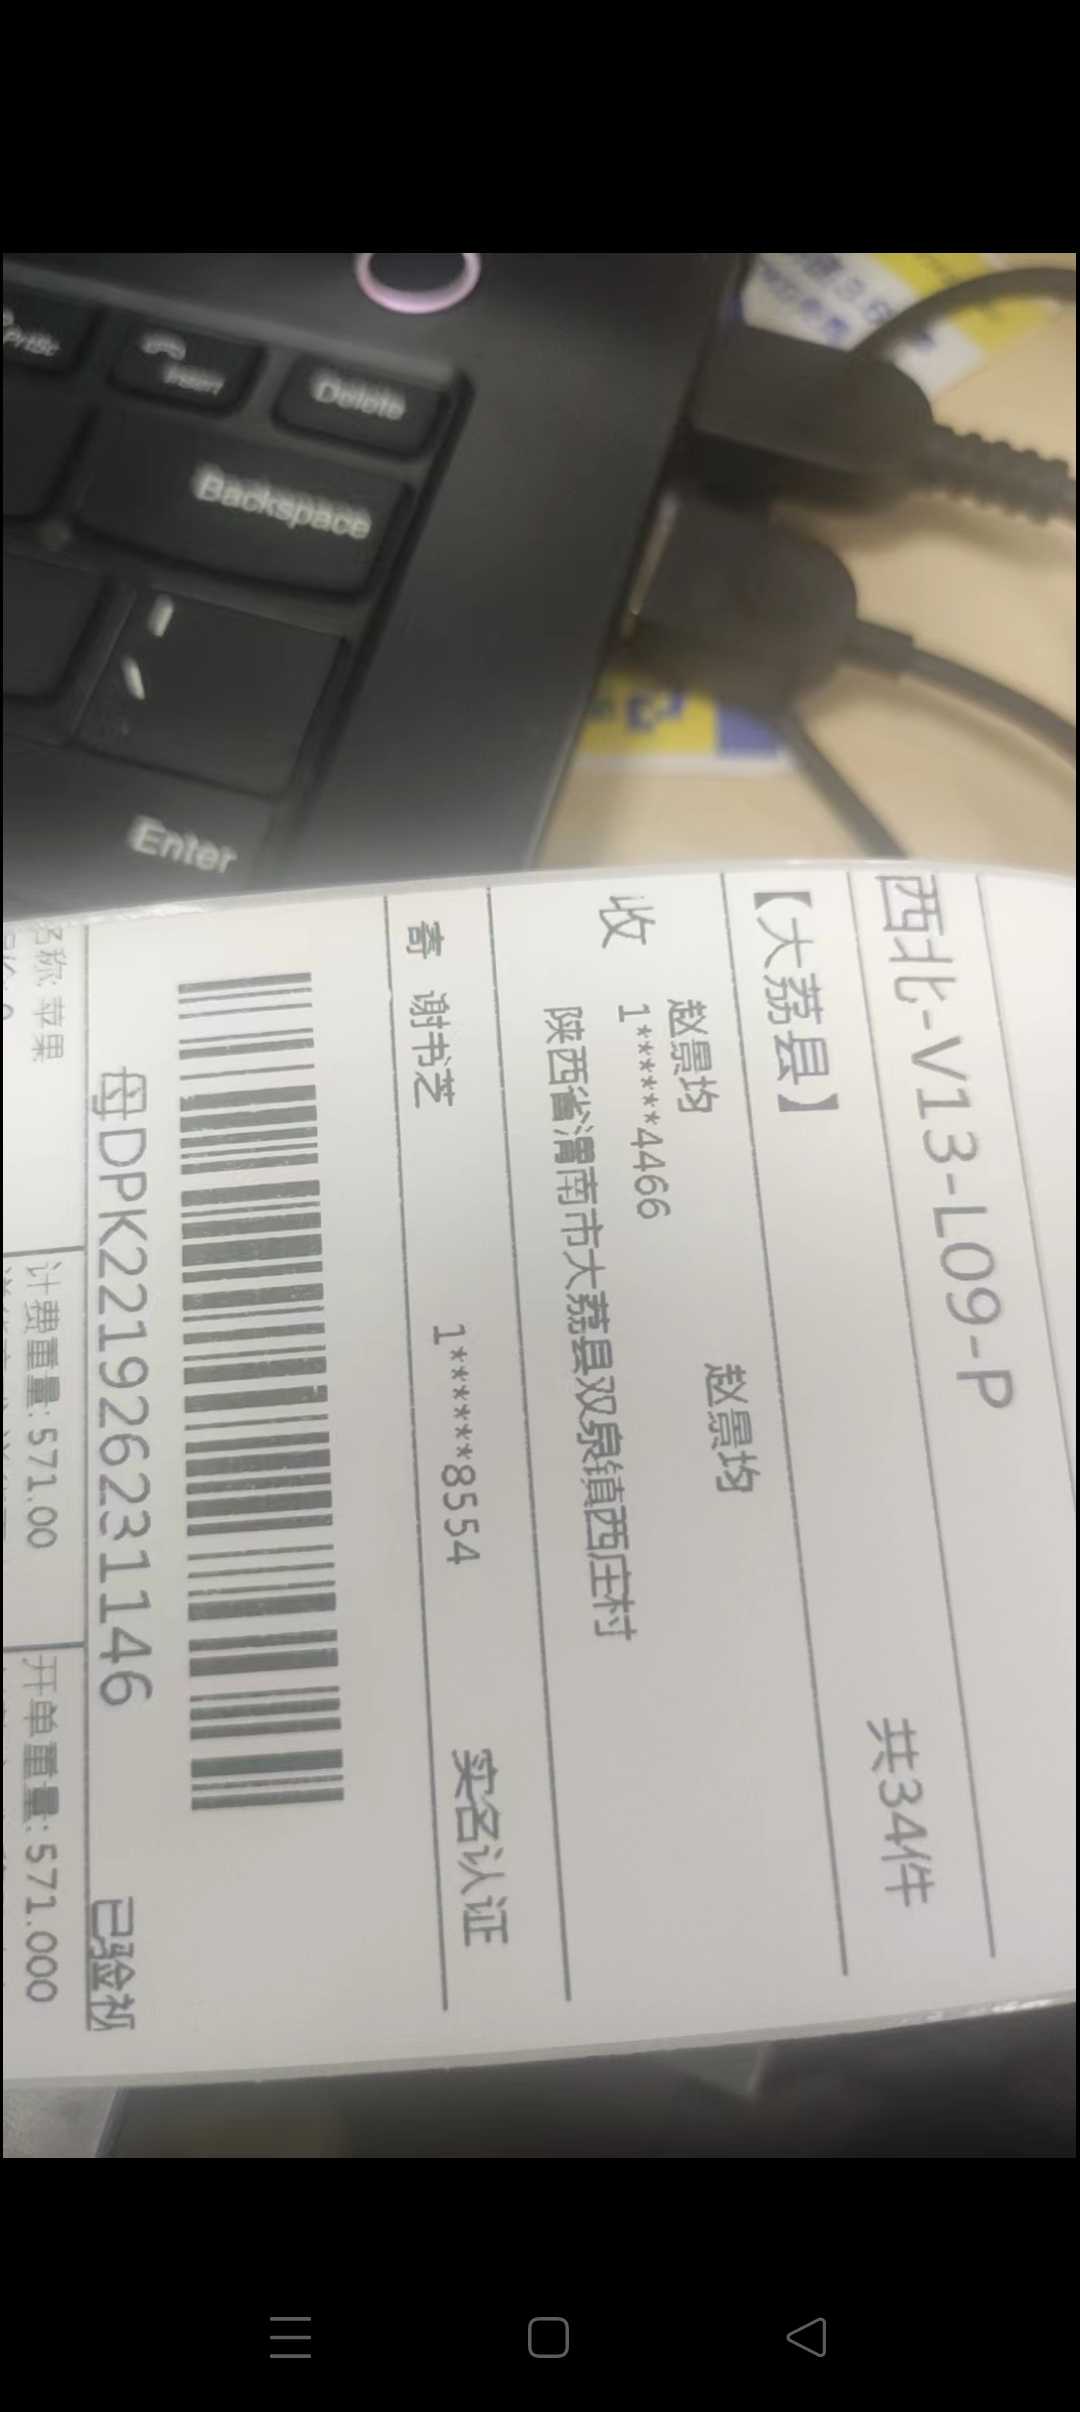 西北-V13-L09-P
共34件
【大荔县】
赵景均
收
赵景均
1******4466
陕西省渭南市大荔县双泉镇西庄村
寄 谢书芝 1******8554 实名认证
母DPK221926231146
已验视
名称: 苹果
计费重量: 571.00
开单重量: 571.000
Delete
Insert
PrtSc
Backspace
Enter